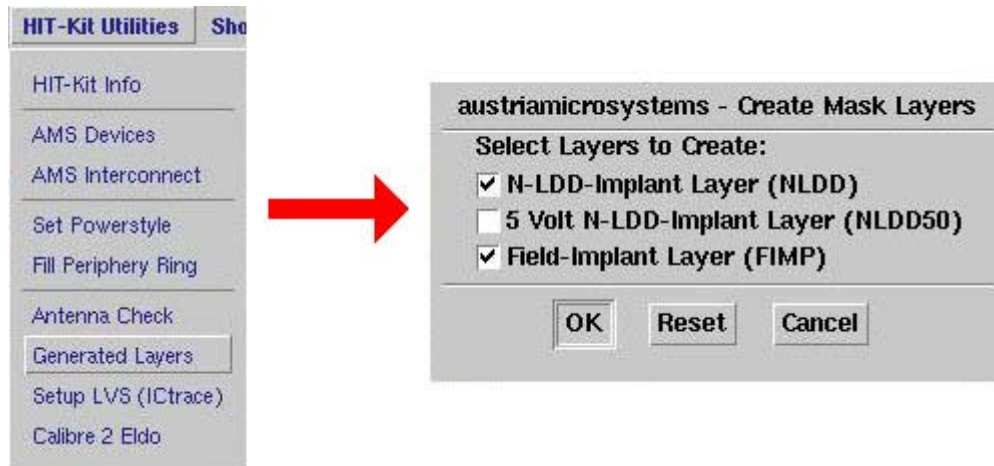 HIT-Kit Utilities
HIT-Kit Info
AMS Devices
AMS Interconnect
Set Powerstyle
Fill Periphery Ring
Antenna Check
Generated Layers
Setup LVS (ICtrace)
Calibre 2 Eldo
austriamicrosystems - Create Mask Layers
Select Layers to Create:
N-LDD-Implant Layer (NLDD)
5 Volt N-LDD-Implant Layer (NLDD50)
Field-Implant Layer (FIMP)
OK Reset Cancel